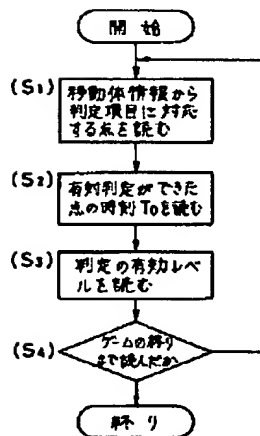 開始
(S1)
移動体情報から
判定項目に対応
する点を読む
(S2)
有効判定ができた
点の時刻T0を読む
(S3)
判定の有効レベ
ルを読む
(S4)
ゲームの終り
まで読んだか
終り